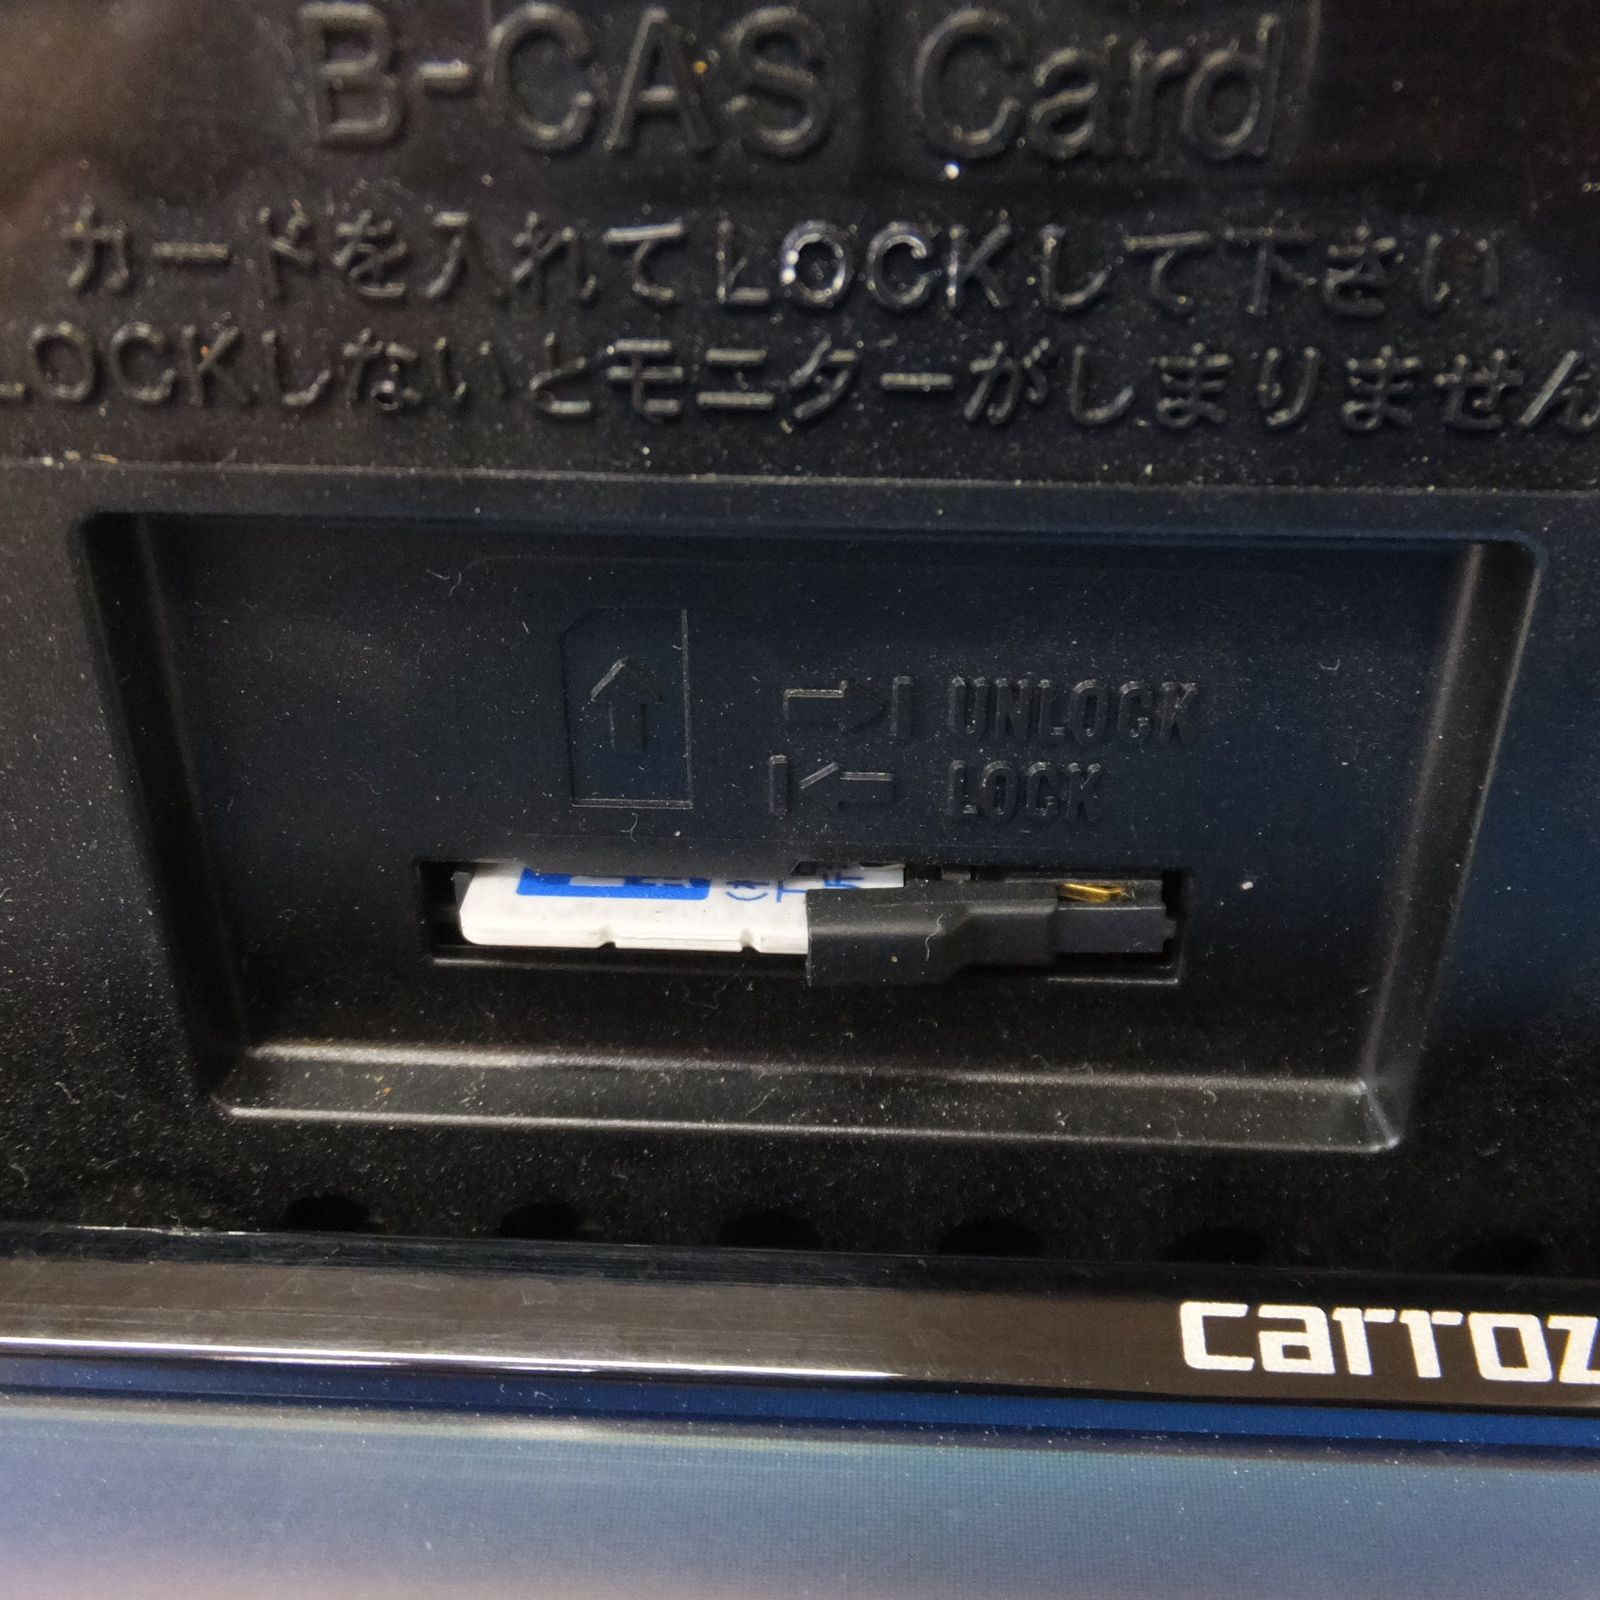 B-CAS Card
カードを入れてLOCKして下さい
LOCKしないとモニターがしまりません
UNLOCK
LOCK
carroz